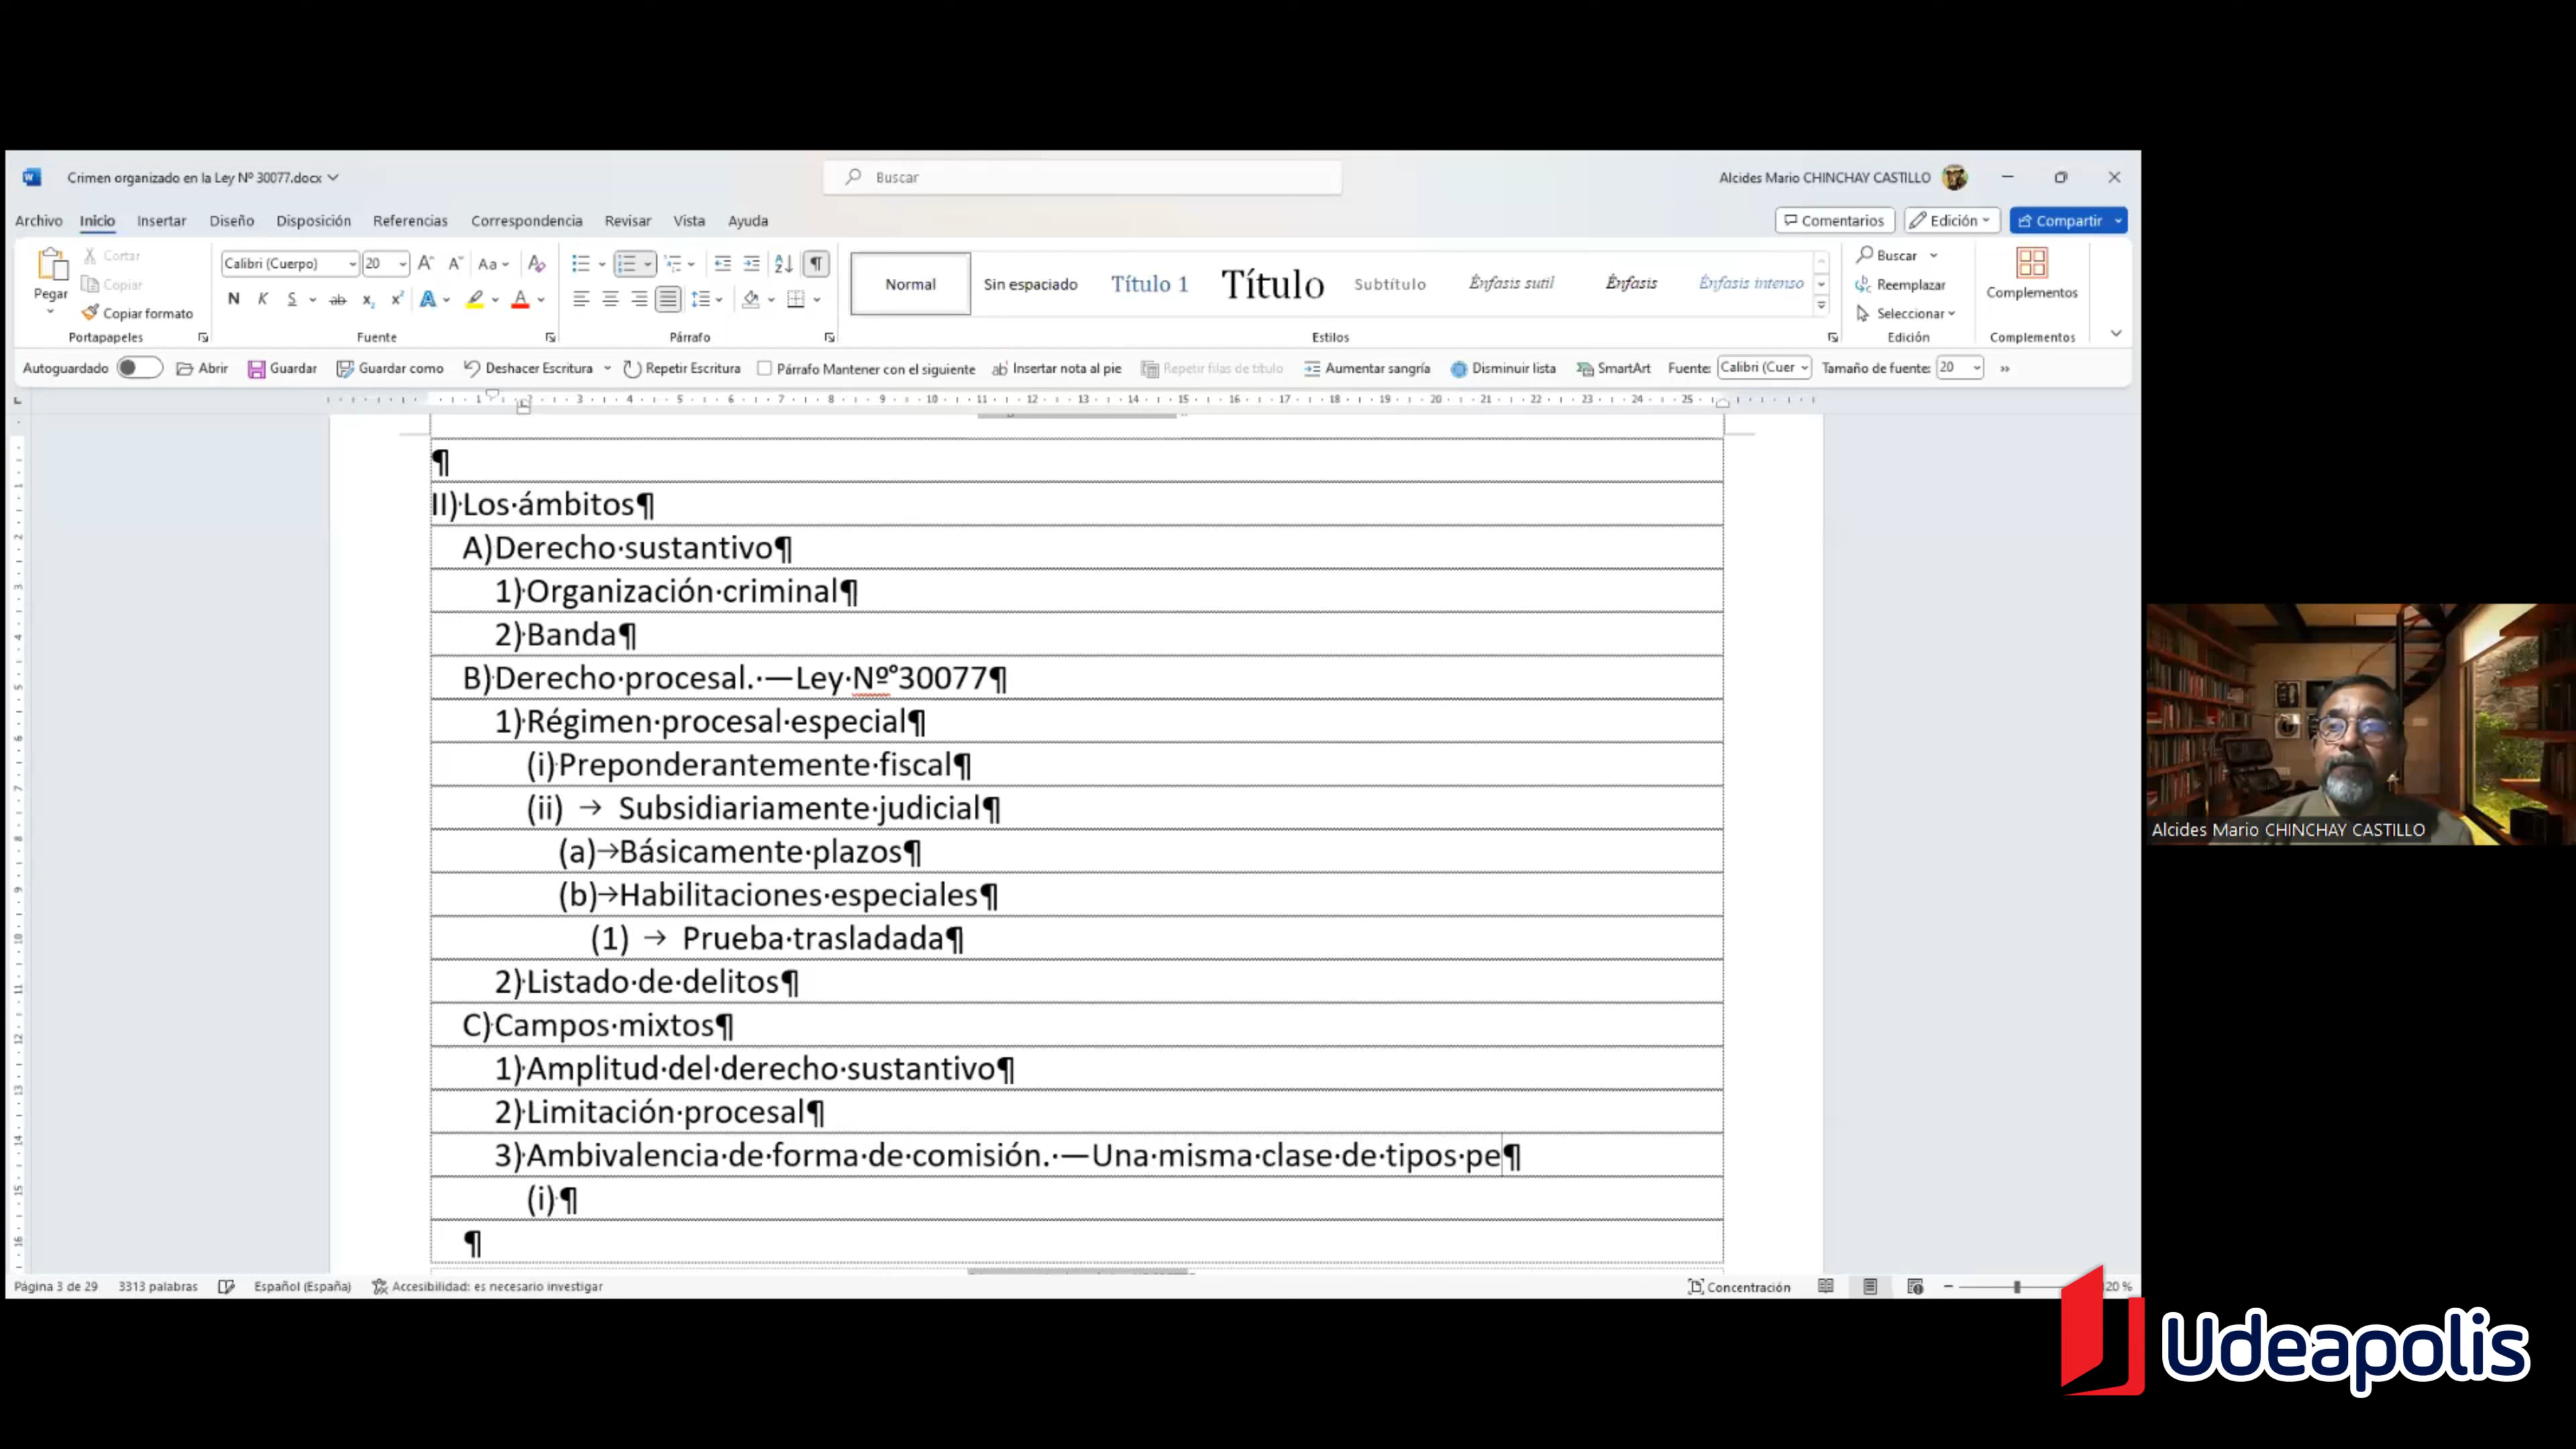 Crimen organizado en la Ley Nº 30077.docx
Buscar
Alcides Mario CHINCHAY CASTILLO
Archivo Inicio Insertar Diseño Disposición Referencias Correspondencia Revisar Vista Ayuda
Comentarios Edición Compartir
Pegar
Cortar
Copiar
Copiar formato
Portapapeles
Calibri (Cuerpo) 20
Fuente
Párrafo
Normal Sin espaciado Título 1 Título Subtítulo Énfasis sutil Énfasis Énfasis intenso
Estilos
Buscar
Reemplazar
Seleccionar
Edición
Complementos
Complementos
Autoguardado Abrir Guardar Guardar como Deshacer Escritura Repetir Escritura Párrafo Mantener con el siguiente Insertar nota al pie Repetir filas de título Aumentar sangría Disminuir lista SmartArt Fuente: Calibri (Cuer Tamaño de fuente: 20
¶
II)·Los·ámbitos¶
A)Derecho·sustantivo¶
1)·Organización·criminal¶
2)·Banda¶
B)·Derecho·procesal.·—Ley·Nº°30077¶
1)·Régimen·procesal·especial¶
(i)·Preponderantemente·fiscal¶
(ii) → Subsidiariamente·judicial¶
(a)→Básicamente·plazos¶
(b)→Habilitaciones·especiales¶
(1) → Prueba·trasladada¶
2)·Listado·de·delitos¶
C)·Campos·mixtos¶
1)·Amplitud·del·derecho·sustantivo¶
2)·Limitación·procesal¶
3)·Ambivalencia·de·forma·de·comisión.·—Una·misma·clase·de·tipos·pe¶
(i)·¶
¶
Página 3 de 29 3313 palabras Español (España) Accesibilidad: es necesario investigar
Concentración
20 %
Alcides Mario CHINCHAY CASTILLO
Udeapolis